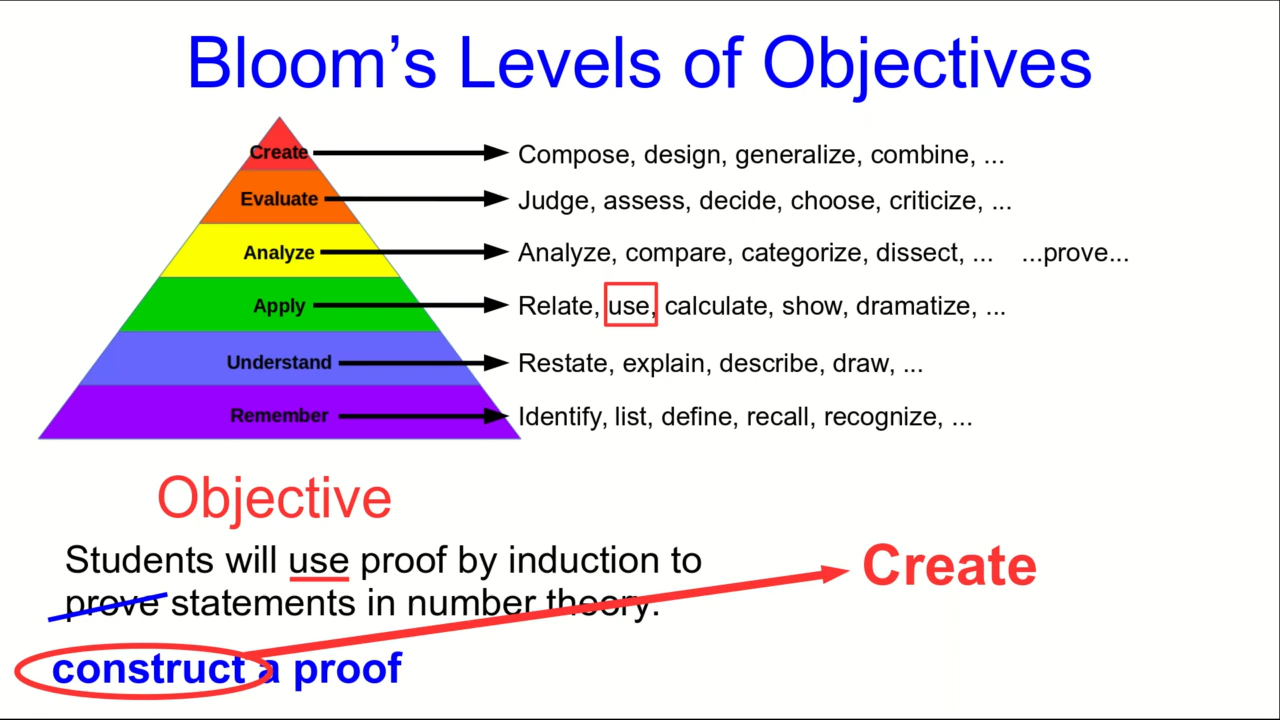 Bloom’s Levels of Objectives
Create Compose, design, generalize, combine, ...
Evaluate Judge, assess, decide, choose, criticize, ...
Analyze Analyze, compare, categorize, dissect, ... ...prove...
Apply Relate, use, calculate, show, dramatize, ...
Understand Restate, explain, describe, draw, ...
Remember Identify, list, define, recall, recognize, ...
Objective
Students will use proof by induction to
prove statements in number theory.
Create
construct a proof